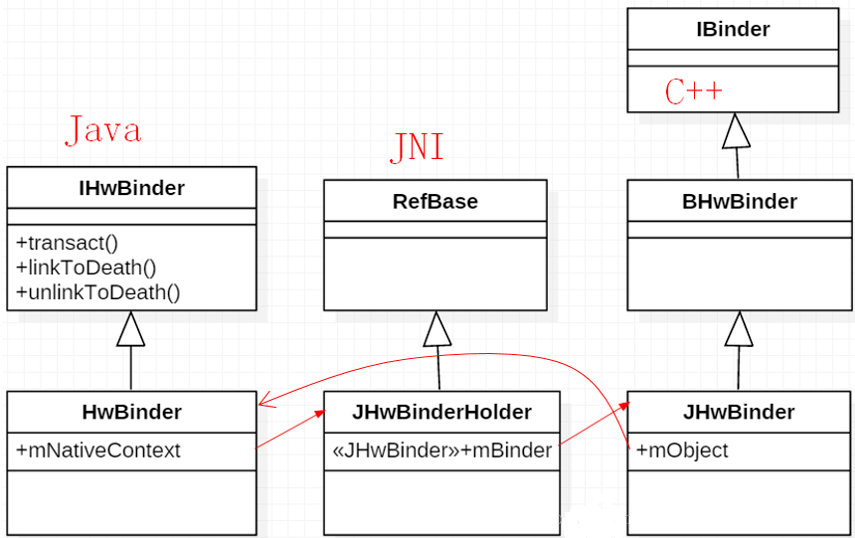 IBinder
C++
Java
JNI
IHwBinder
+transact()
+linkToDeath()
+unlinkToDeath()
RefBase
BHwBinder
HwBinder
+mNativeContext
JHwBinderHolder
«JHwBinder»+mBinder
JHwBinder
+mObject